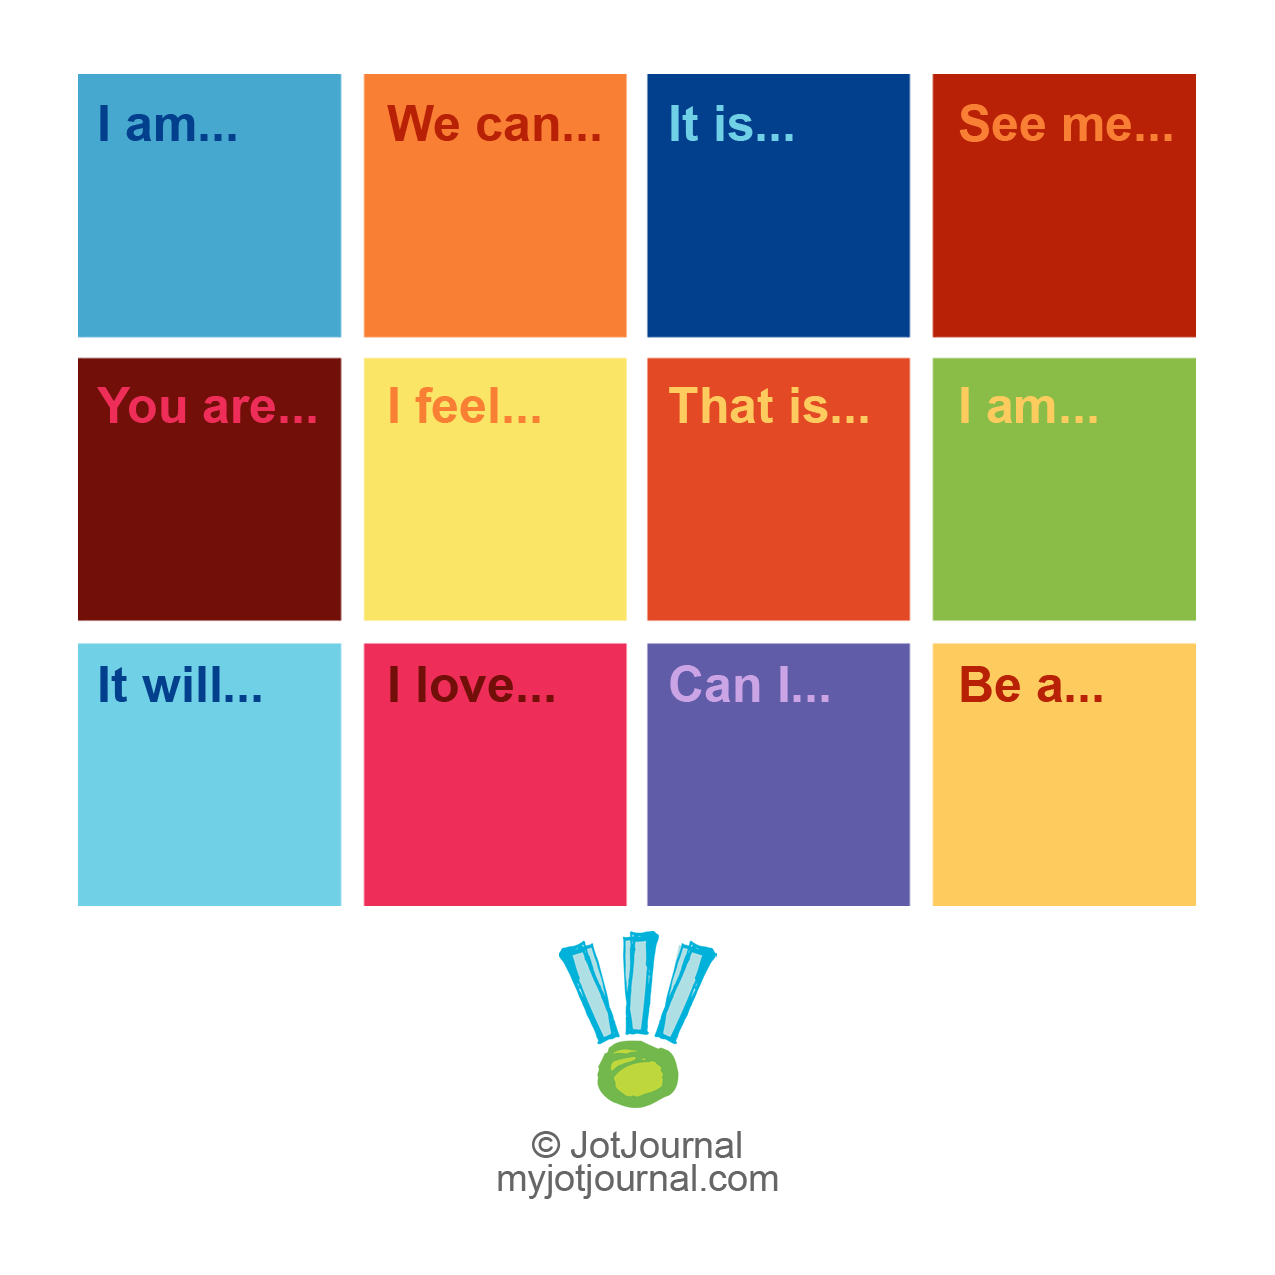 I am...
We can...
It is...
See me...
You are...
I feel...
That is...
I am...
It will...
I love...
Can I...
Be a...
© JotJournal
myjotjournal.com